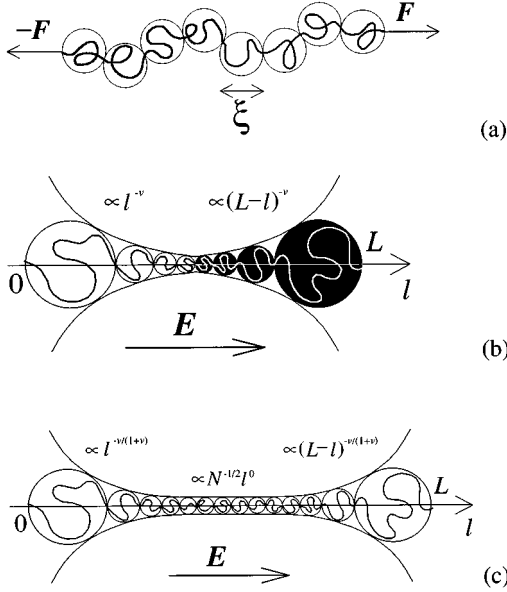 −F
F
ξ
(a)
∝l^-ν
∝(L−l)^-ν
0
L
l
E
(b)
∝l^-ν/(1+ν)
∝N^-1/2 l^0
∝(L−l)^-ν/(1+ν)
0
L
l
E
(c)